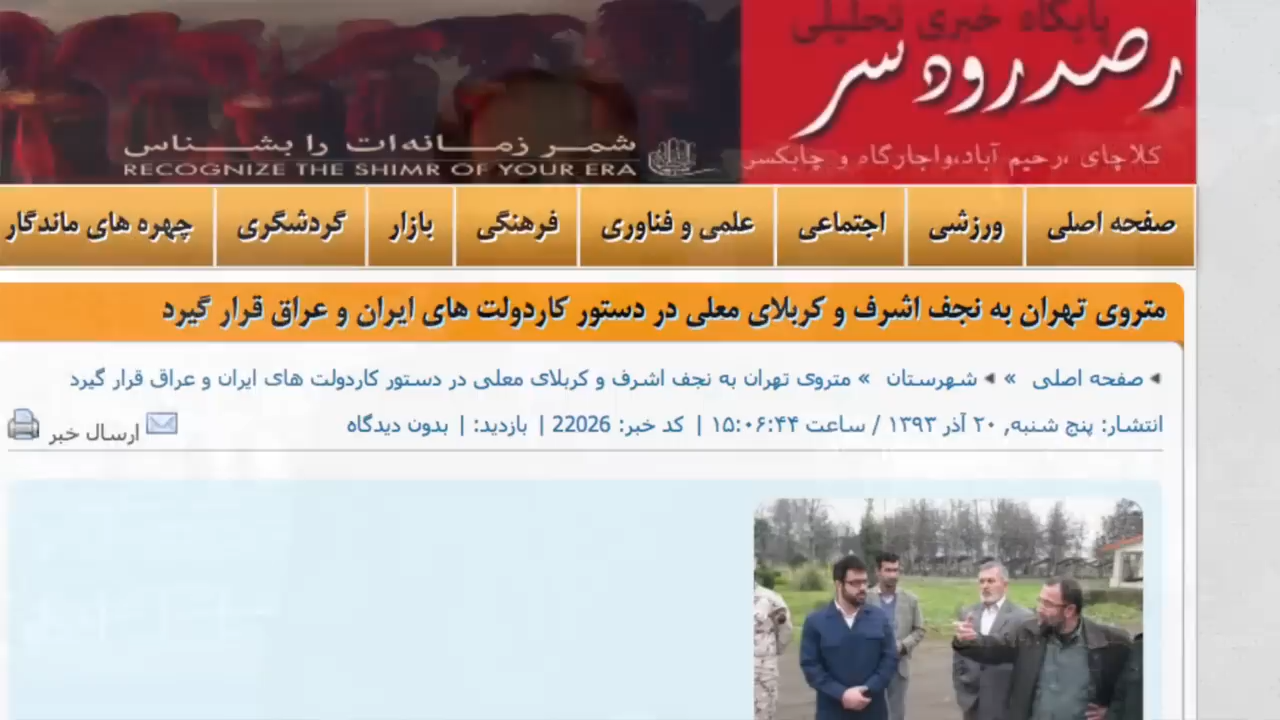 پایگاه خبری تحلیلی
رصد رودسر
کلاچای ،رحیم آباد،واجارگاه و چابکسر
شمر زمانه‌ات را بشناس
RECOGNIZE THE SHIMR OF YOUR ERA
صفحه اصلی ورزشی اجتماعی علمی و فناوری فرهنگی بازار گردشگری چهره های ماندگار
متروی تهران به نجف اشرف و کربلای معلی در دستور کاردولت های ایران و عراق قرار گیرد
صفحه اصلی » شهرستان » متروی تهران به نجف اشرف و کربلای معلی در دستور کاردولت های ایران و عراق قرار گیرد
انتشار: پنج شنبه, ۲۰ آذر ۱۳۹۳ / ساعت ۱۵:۰۶:۴۴ | کد خبر: 22026 | بازدید: | بدون دیدگاه
ارسال خبر